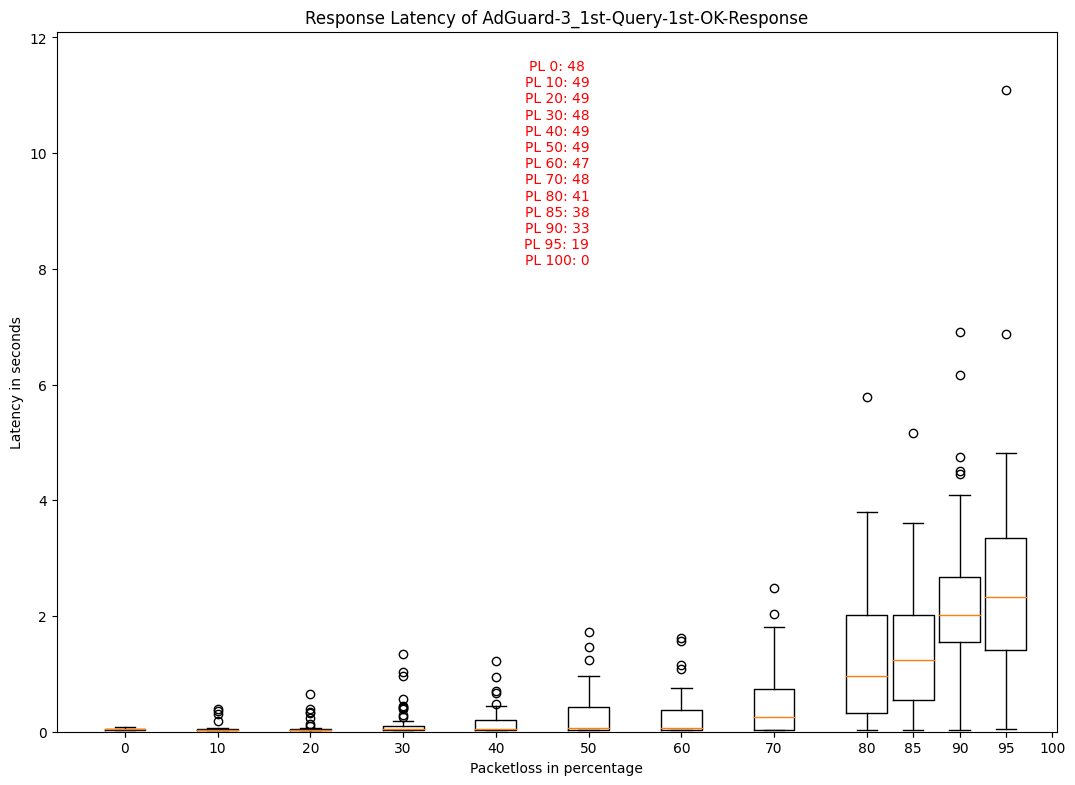 Response Latency of AdGuard-3_1st-Query-1st-OK-Response
12
10
8
6
4
2
0
Latency in seconds
PL 0: 48
PL 10: 49
PL 20: 49
PL 30: 48
PL 40: 49
PL 50: 49
PL 60: 47
PL 70: 48
PL 80: 41
PL 85: 38
PL 90: 33
PL 95: 19
PL 100: 0
0 10 20 30 40 50 60 70 80 85 90 95 100
Packetloss in percentage